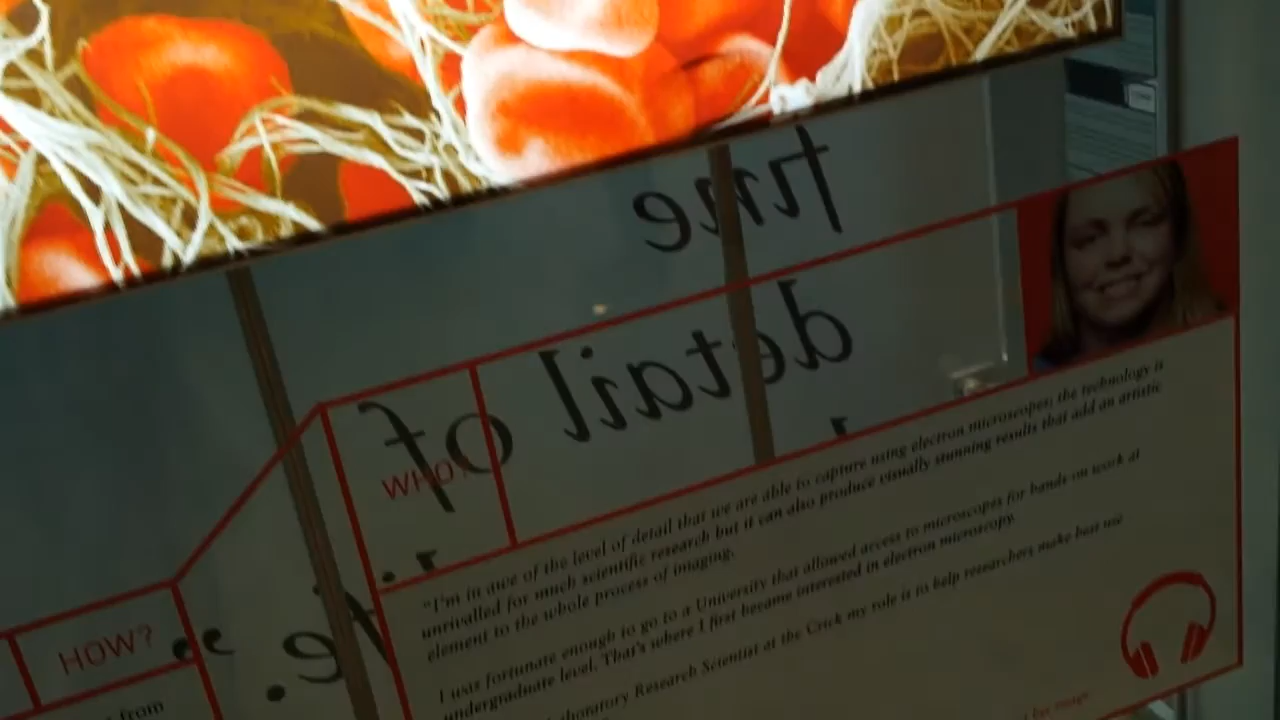 fine
detail
of
WHO?
"I'm in awe of the level of detail that we are able to capture using electron microscopes; the technology is
unrivalled for much scientific research but it can also produce visually stunning results that add an artistic
element to the whole process of imaging.
I was fortunate enough to go to a University that allowed access to microscopes for hands on work at
undergraduate level. That's where I first became interested in electron microscopy.
Laboratory Research Scientist at the Crick my role is to help researchers make best use
HOW?
from
image